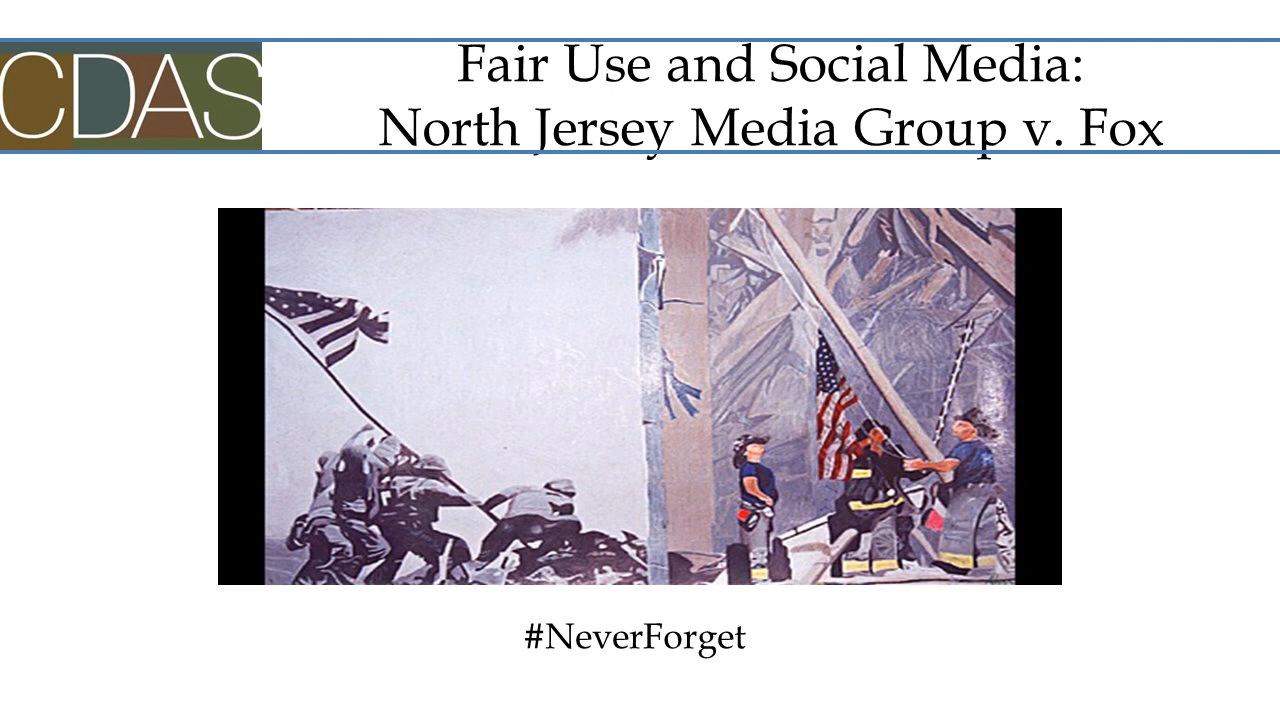 CDAS
Fair Use and Social Media:
North Jersey Media Group v. Fox
#NeverForget